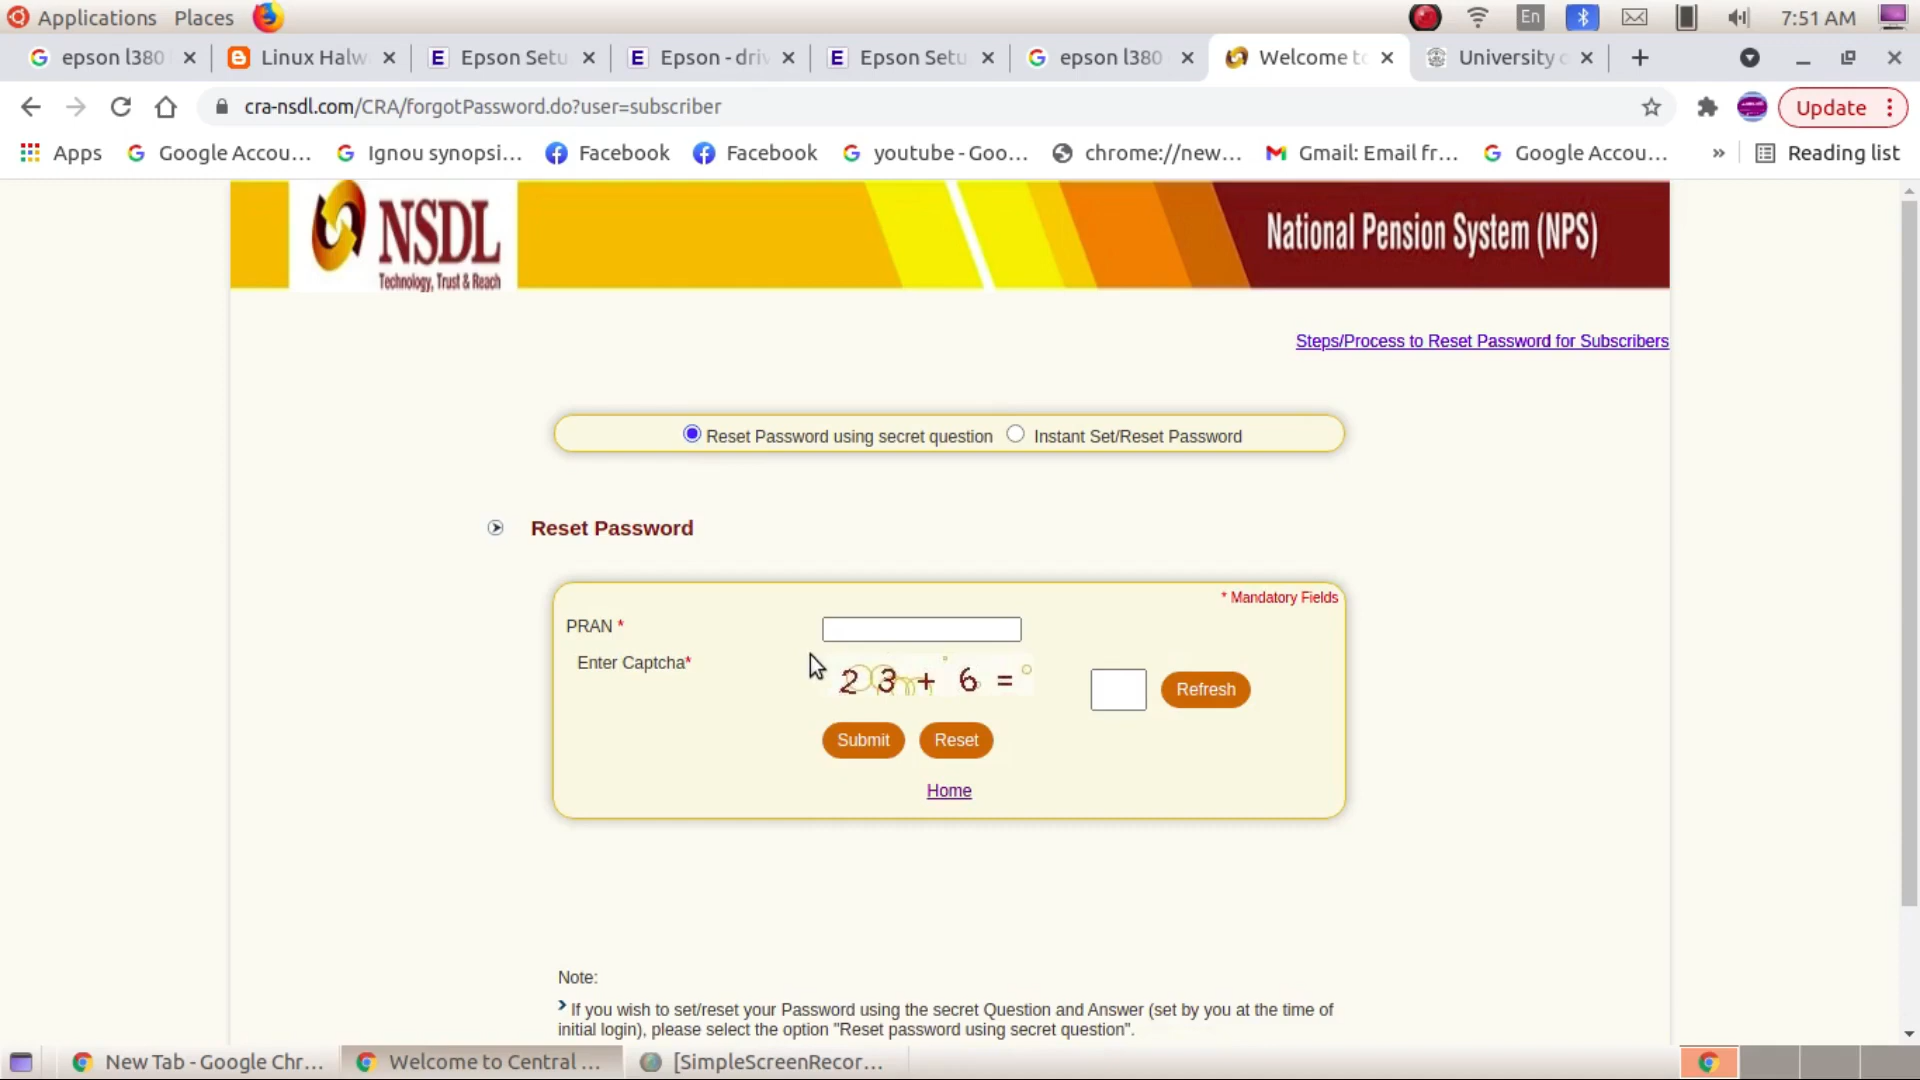 Applications Places En 7:51 AM
epson l380 Linux Halw Epson Setu Epson - driv Epson Setu epson l380 Welcome to University o
cra-nsdl.com/CRA/forgotPassword.do?user=subscriber Update
Apps Google Accou... Ignou synopsi... Facebook Facebook youtube - Goo... chrome://new... Gmail: Email fr... Google Accou... » Reading list
NSDL
Technology, Trust & Reach
National Pension System (NPS)
Steps/Process to Reset Password for Subscribers
Reset Password using secret question Instant Set/Reset Password
Reset Password
* Mandatory Fields
PRAN *
Enter Captcha* 2 3 + 6 = Refresh
Submit Reset
Home
Note:
If you wish to set/reset your Password using the secret Question and Answer (set by you at the time of
initial login), please select the option "Reset password using secret question".
New Tab - Google Chr... Welcome to Central ... [SimpleScreenRecor...